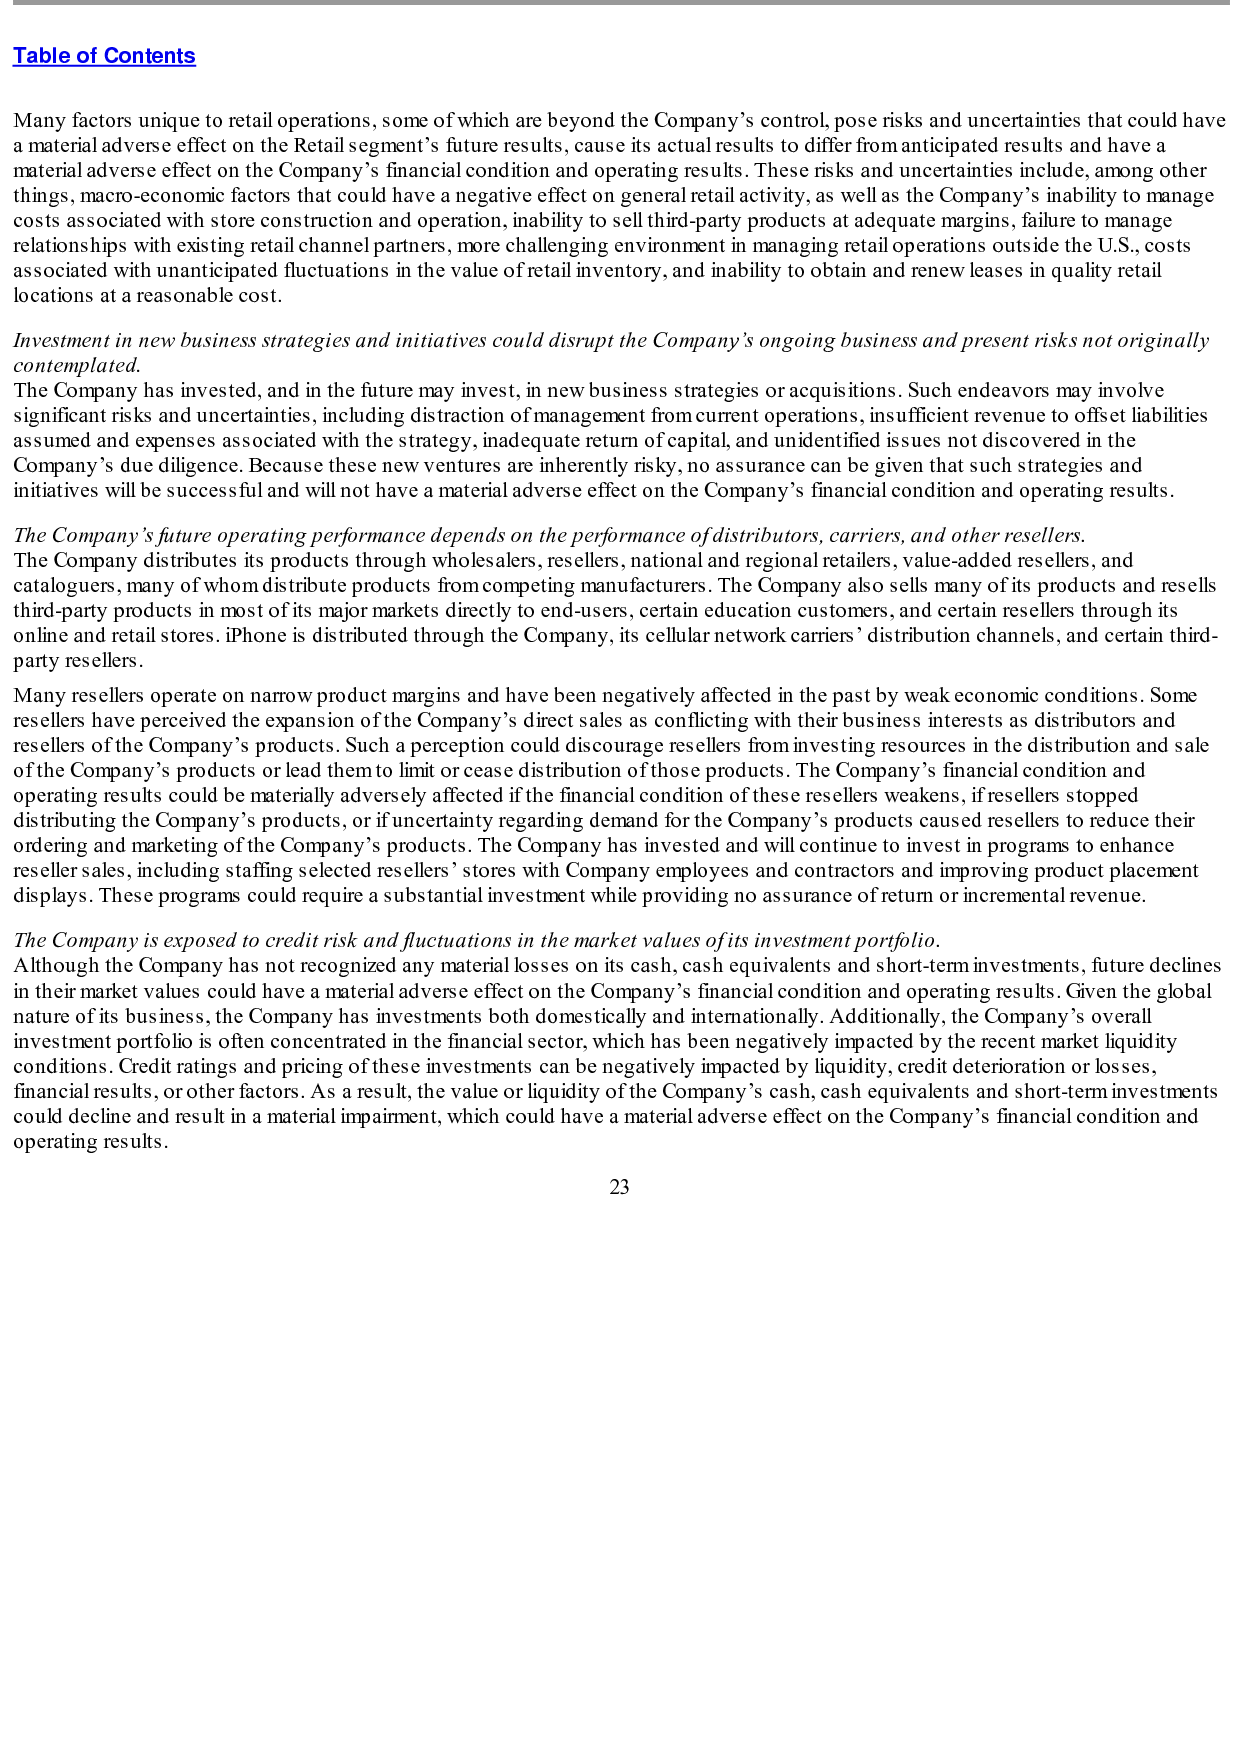 Table of Contents
Many factors unique to retail operations, some of which are beyond the Company’s control, pose risks and uncertainties that could have
a material adverse effect on the Retail segment’s future results, cause its actual results to differ from anticipated results and have a
material adverse effect on the Company’s financial condition and operating results. These risks and uncertainties include, among other
things, macro-economic factors that could have a negative effect on general retail activity, as well as the Company’s inability to manage
costs associated with store construction and operation, inability to sell third-party products at adequate margins, failure to manage
relationships with existing retail channel partners, more challenging environment in managing retail operations outside the U.S., costs
associated with unanticipated fluctuations in the value of retail inventory, and inability to obtain and renew leases in quality retail
locations at a reasonable cost.
Investment in new business strategies and initiatives could disrupt the Company’s ongoing business and present risks not originally
contemplated.
The Company has invested, and in the future may invest, in new business strategies or acquisitions. Such endeavors may involve
significant risks and uncertainties, including distraction of management from current operations, insufficient revenue to offset liabilities
assumed and expenses associated with the strategy, inadequate return of capital, and unidentified issues not discovered in the
Company’s due diligence. Because these new ventures are inherently risky, no assurance can be given that such strategies and
initiatives will be successful and will not have a material adverse effect on the Company’s financial condition and operating results.
The Company’s future operating performance depends on the performance of distributors, carriers, and other resellers.
The Company distributes its products through wholesalers, resellers, national and regional retailers, value-added resellers, and
cataloguers, many of whom distribute products from competing manufacturers. The Company also sells many of its products and resells
third-party products in most of its major markets directly to end-users, certain education customers, and certain resellers through its
online and retail stores. iPhone is distributed through the Company, its cellular network carriers’ distribution channels, and certain third-
party resellers.
Many resellers operate on narrow product margins and have been negatively affected in the past by weak economic conditions. Some
resellers have perceived the expansion of the Company’s direct sales as conflicting with their business interests as distributors and
resellers of the Company’s products. Such a perception could discourage resellers from investing resources in the distribution and sale
of the Company’s products or lead them to limit or cease distribution of those products. The Company’s financial condition and
operating results could be materially adversely affected if the financial condition of these resellers weakens, if resellers stopped
distributing the Company’s products, or if uncertainty regarding demand for the Company’s products caused resellers to reduce their
ordering and marketing of the Company’s products. The Company has invested and will continue to invest in programs to enhance
reseller sales, including staffing selected resellers’ stores with Company employees and contractors and improving product placement
displays. These programs could require a substantial investment while providing no assurance of return or incremental revenue.
The Company is exposed to credit risk and fluctuations in the market values of its investment portfolio.
Although the Company has not recognized any material losses on its cash, cash equivalents and short-term investments, future declines
in their market values could have a material adverse effect on the Company’s financial condition and operating results. Given the global
nature of its business, the Company has investments both domestically and internationally. Additionally, the Company’s overall
investment portfolio is often concentrated in the financial sector, which has been negatively impacted by the recent market liquidity
conditions. Credit ratings and pricing of these investments can be negatively impacted by liquidity, credit deterioration or losses,
financial results, or other factors. As a result, the value or liquidity of the Company’s cash, cash equivalents and short-term investments
could decline and result in a material impairment, which could have a material adverse effect on the Company’s financial condition and
operating results.
23